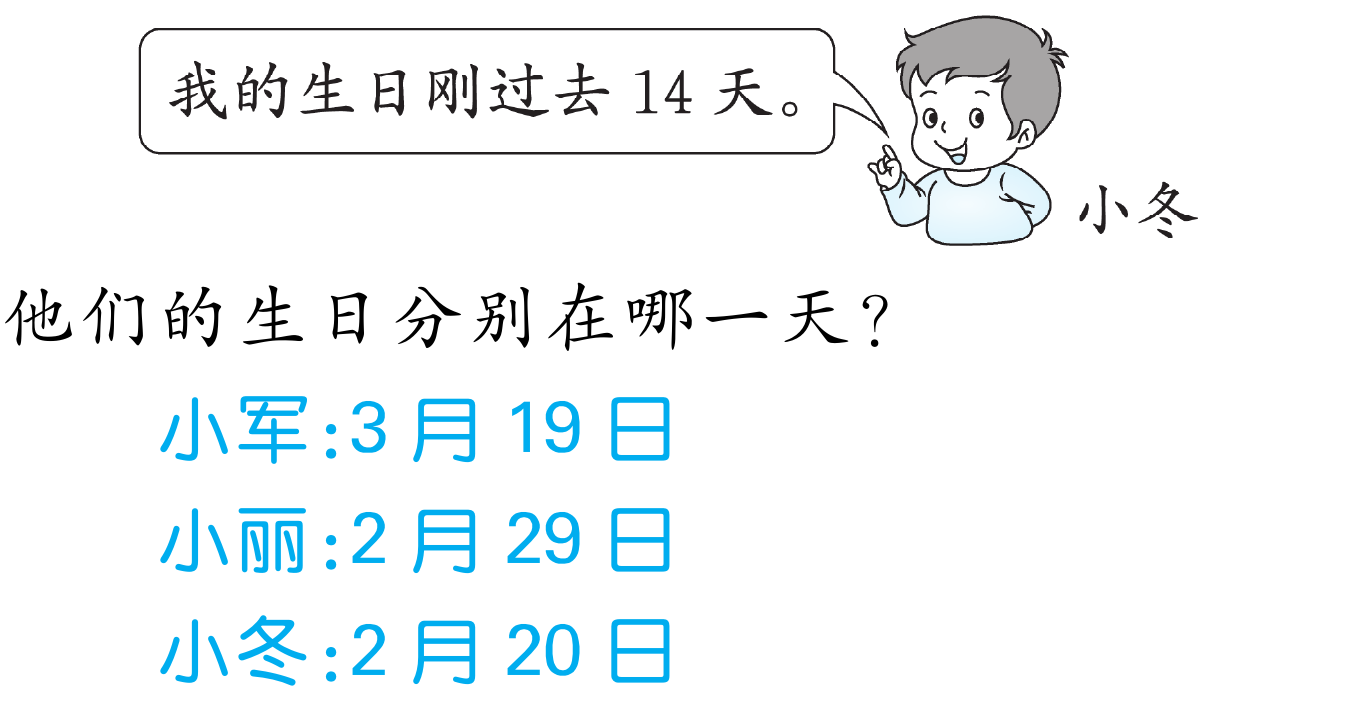 我的生日刚过去 14 天。
小冬
他们的生日分别在哪一天?
小军:3 月 19 日
小丽:2 月 29 日
小冬:2 月 20 日